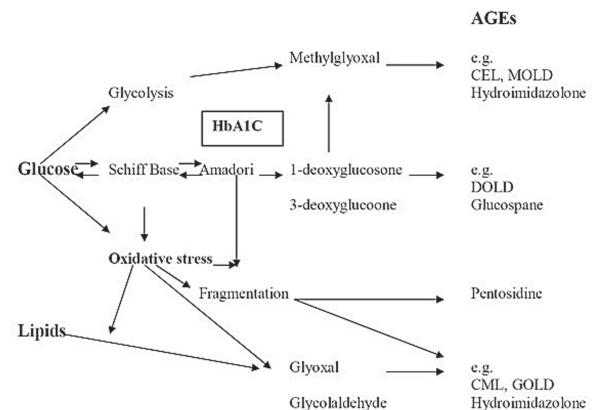 AGEs
Methylglyoxal
e.g.
CEL, MOLD
Hydroimidazolone
Glycolysis
HbA1C
Glucose
Schiff Base
Amadori
1-deoxyglucosone
3-deoxyglucoone
e.g.
DOLD
Glucospane
Oxidative stress
Fragmentation
Pentosidine
Lipids
Glyoxal
Glycolaldehyde
e.g.
CML, GOLD
Hydroimidazolone